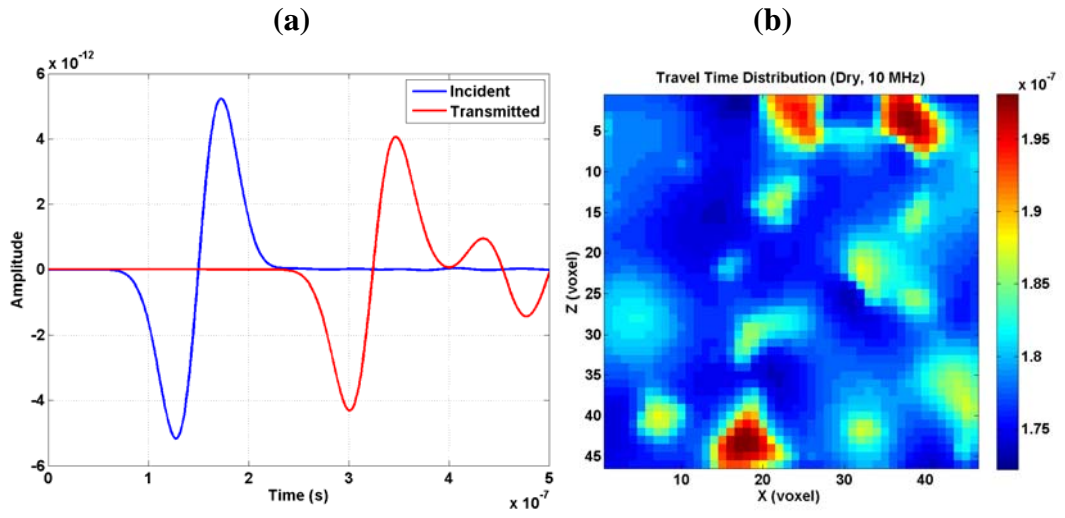 (a)
(b)
x 10⁻¹²
6
4
2
0
-2
-4
-6
Amplitude
0
1
2
3
4
5
x 10⁻⁷
Time (s)
Incident
Transmitted
Travel Time Distribution (Dry, 10 MHz)
5
10
15
20
25
30
35
40
45
Z (voxel)
10
20
30
40
X (voxel)
x 10⁻⁷
1.95
1.9
1.85
1.8
1.75